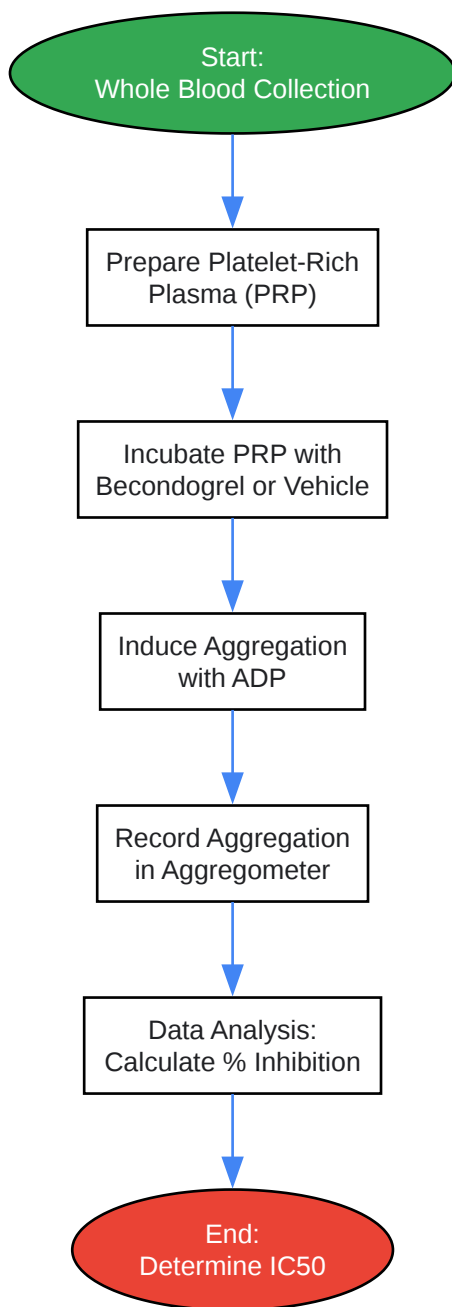 Start:
Whole Blood Collection
Prepare Platelet-Rich
Plasma (PRP)
Incubate PRP with
Becondogrel or Vehicle
Induce Aggregation
with ADP
Record Aggregation
in Aggregometer
Data Analysis:
Calculate % Inhibition
End:
Determine IC50